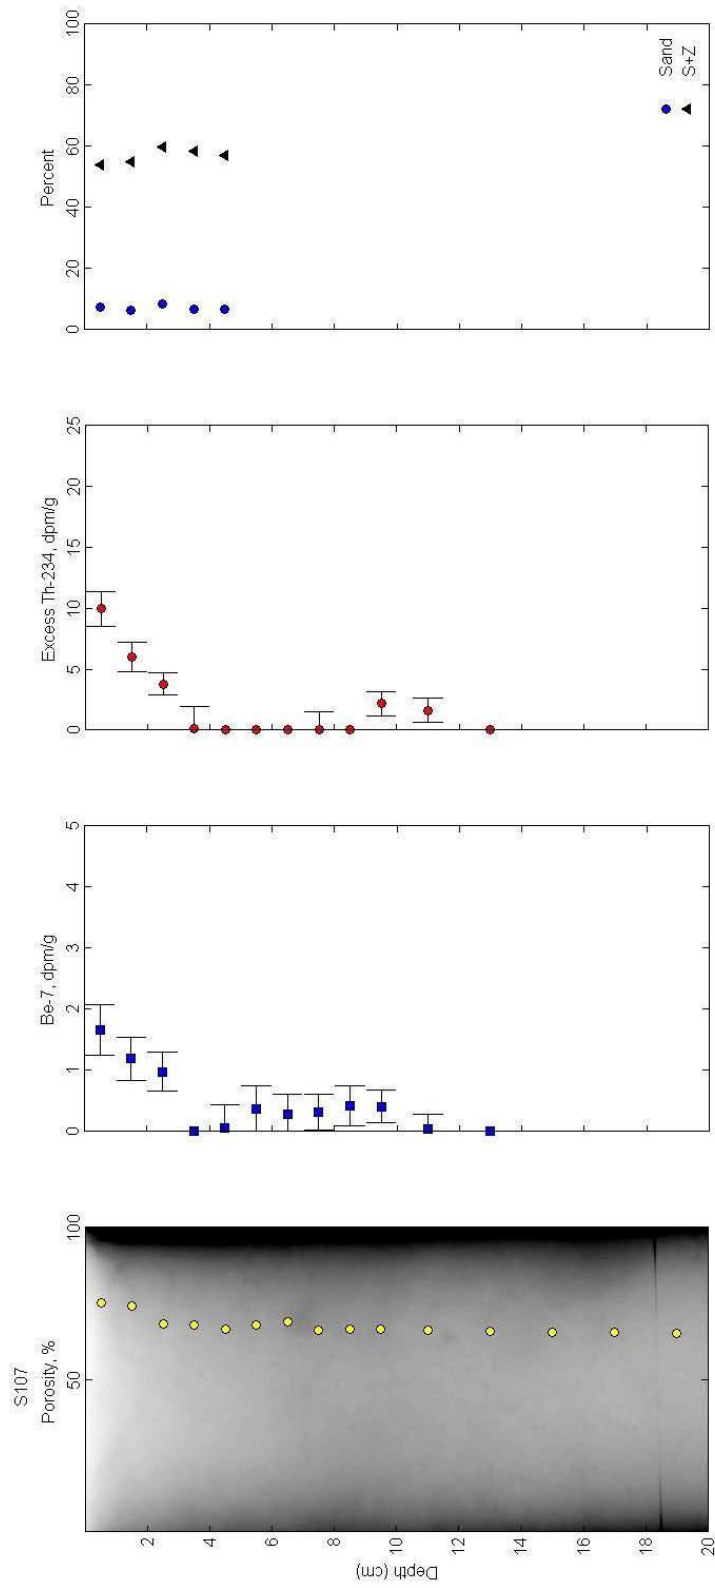 S107
Porosity, %
50 100
Depth (cm)
2
4
6
8
10
12
14
16
18
20
Be-7, dpm/g
0 1 2 3 4 5
Excess Th-234, dpm/g
0 5 10 15 20 25
Percent
0 20 40 60 80 100
Sand
S+Z